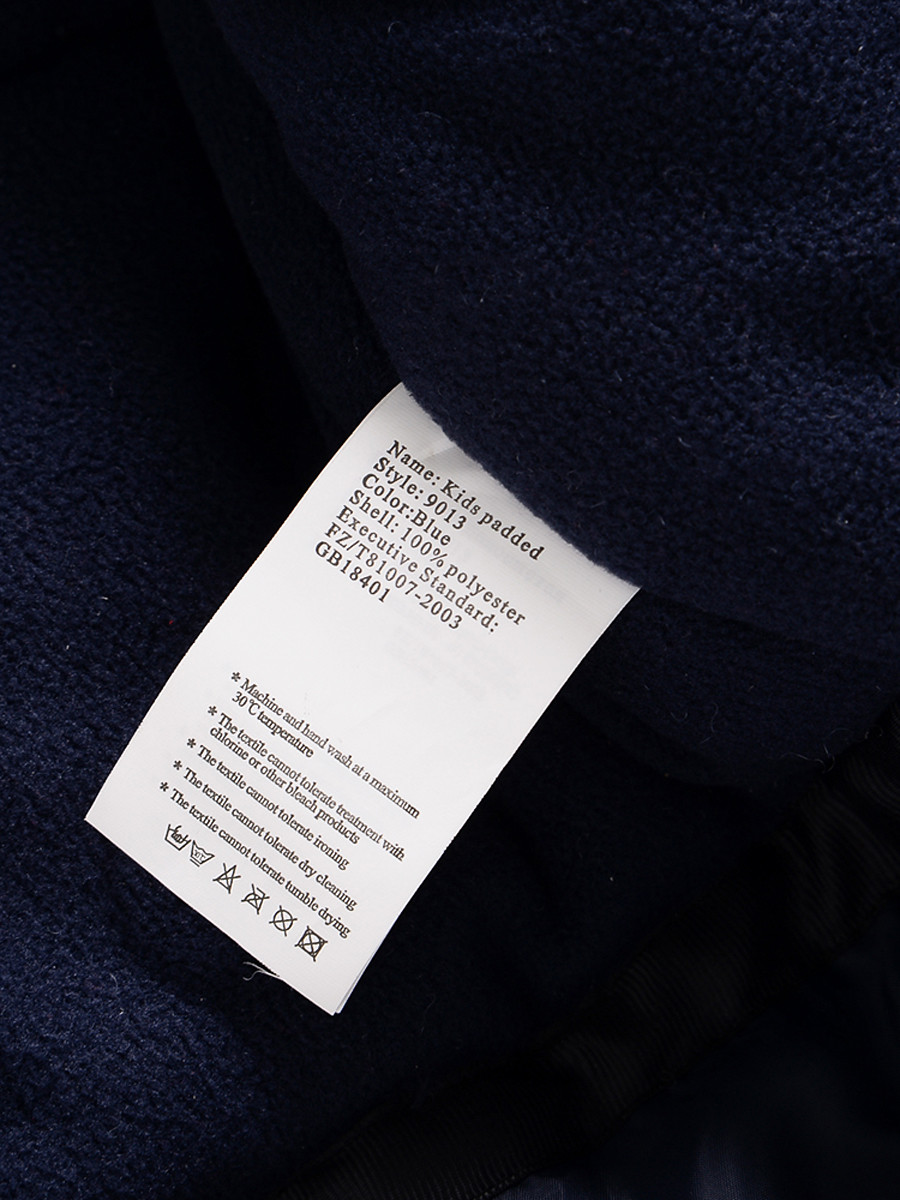 Name: Kids padded
Style: 9013
Color:Blue
Shell: 100% polyester
Executive Standard:
FZ/T81007-2003
GB18401
* Machine and hand wash at a maximum
30℃ temperature
* The textile cannot tolerate treatment with
chlorine or other bleach products
* The textile cannot tolerate ironing
* The textile cannot tolerate dry cleaning
* The textile cannot tolerate tumble drying